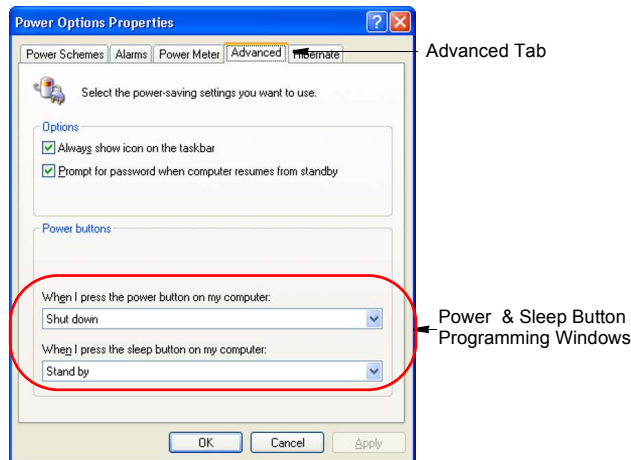 Power Options Properties
Power Schemes Alarms Power Meter Advanced Hibernate
Advanced Tab
Select the power-saving settings you want to use.
Options
Always show icon on the taskbar
Prompt for password when computer resumes from standby
Power buttons
When I press the power button on my computer:
Shut down
When I press the sleep button on my computer:
Stand by
Power & Sleep Button
Programming Windows
OK Cancel Apply